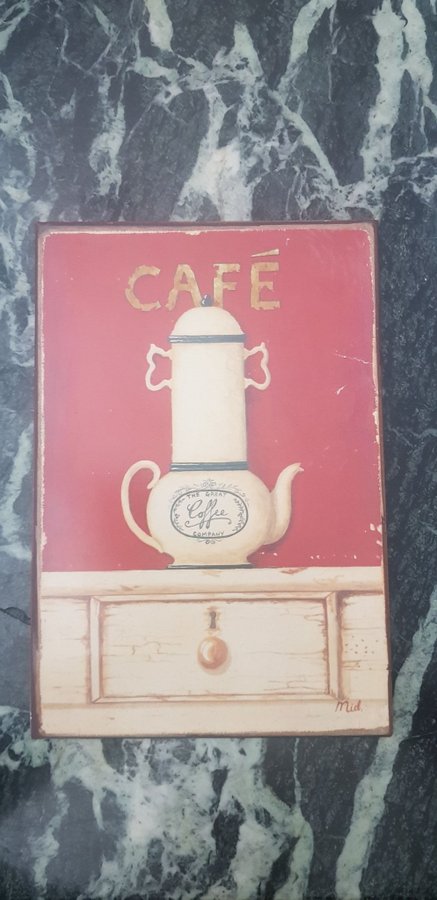 CAFÉ
THE GREAT
Coffee
COMPANY
Mid.